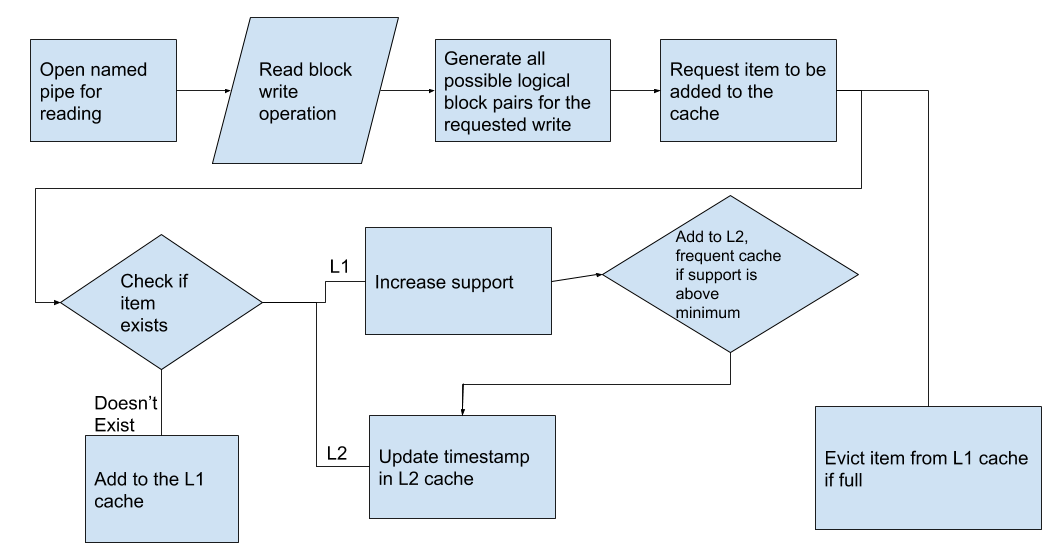 Open named
pipe for
reading
Read block
write
operation
Generate all
possible logical
block pairs for the
requested write
Request item to be
added to the
cache
Check if
item
exists
L1
Increase support
Add to L2,
frequent cache
if support is
above
minimum
Doesn't
Exist
Add to the L1
cache
L2
Update timestamp
in L2 cache
Evict item from L1 cache
if full